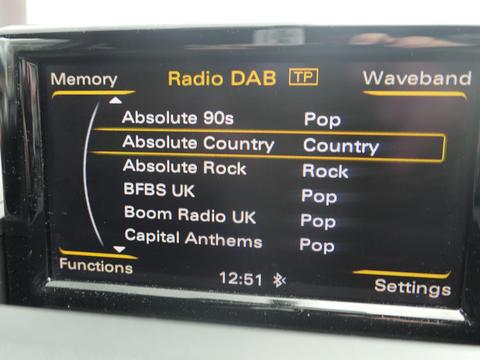 Memory Radio DAB TP Waveband
Absolute 90s Pop
Absolute Country Country
Absolute Rock Rock
BFBS UK Pop
Boom Radio UK Pop
Capital Anthems Pop
Functions 12:51 Settings